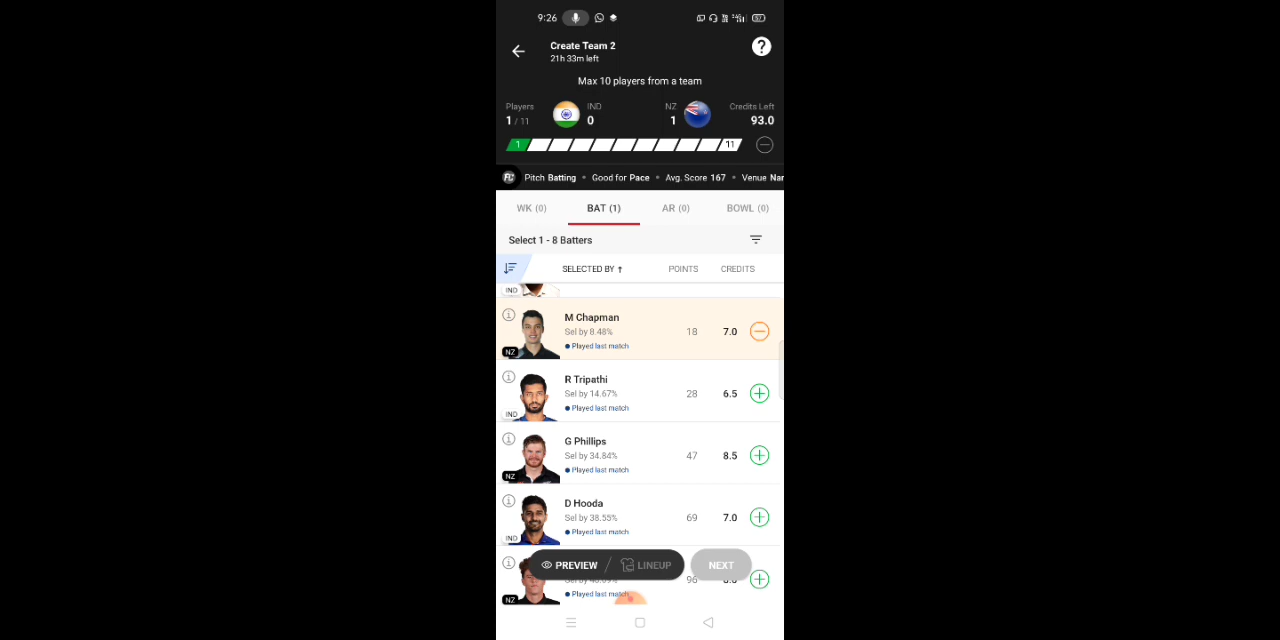 9:26
57
Create Team 2
21h 33m left
?
Max 10 players from a team
Players IND NZ Credits Left
1 / 11 0 1 93.0
1 11
Pitch Batting • Good for Pace • Avg. Score 167 • Venue Nar
WK (0) BAT (1) AR (0) BOWL (0)
Select 1 - 8 Batters
SELECTED BY ↑ POINTS CREDITS
IND
M Chapman
Sel by 8.48% 18 7.0
Played last match
NZ
R Tripathi
Sel by 14.67% 28 6.5
Played last match
IND
G Phillips
Sel by 34.84% 47 8.5
Played last match
NZ
D Hooda
Sel by 38.55% 69 7.0
Played last match
IND
PREVIEW / LINEUP NEXT
96
Played last match
NZ